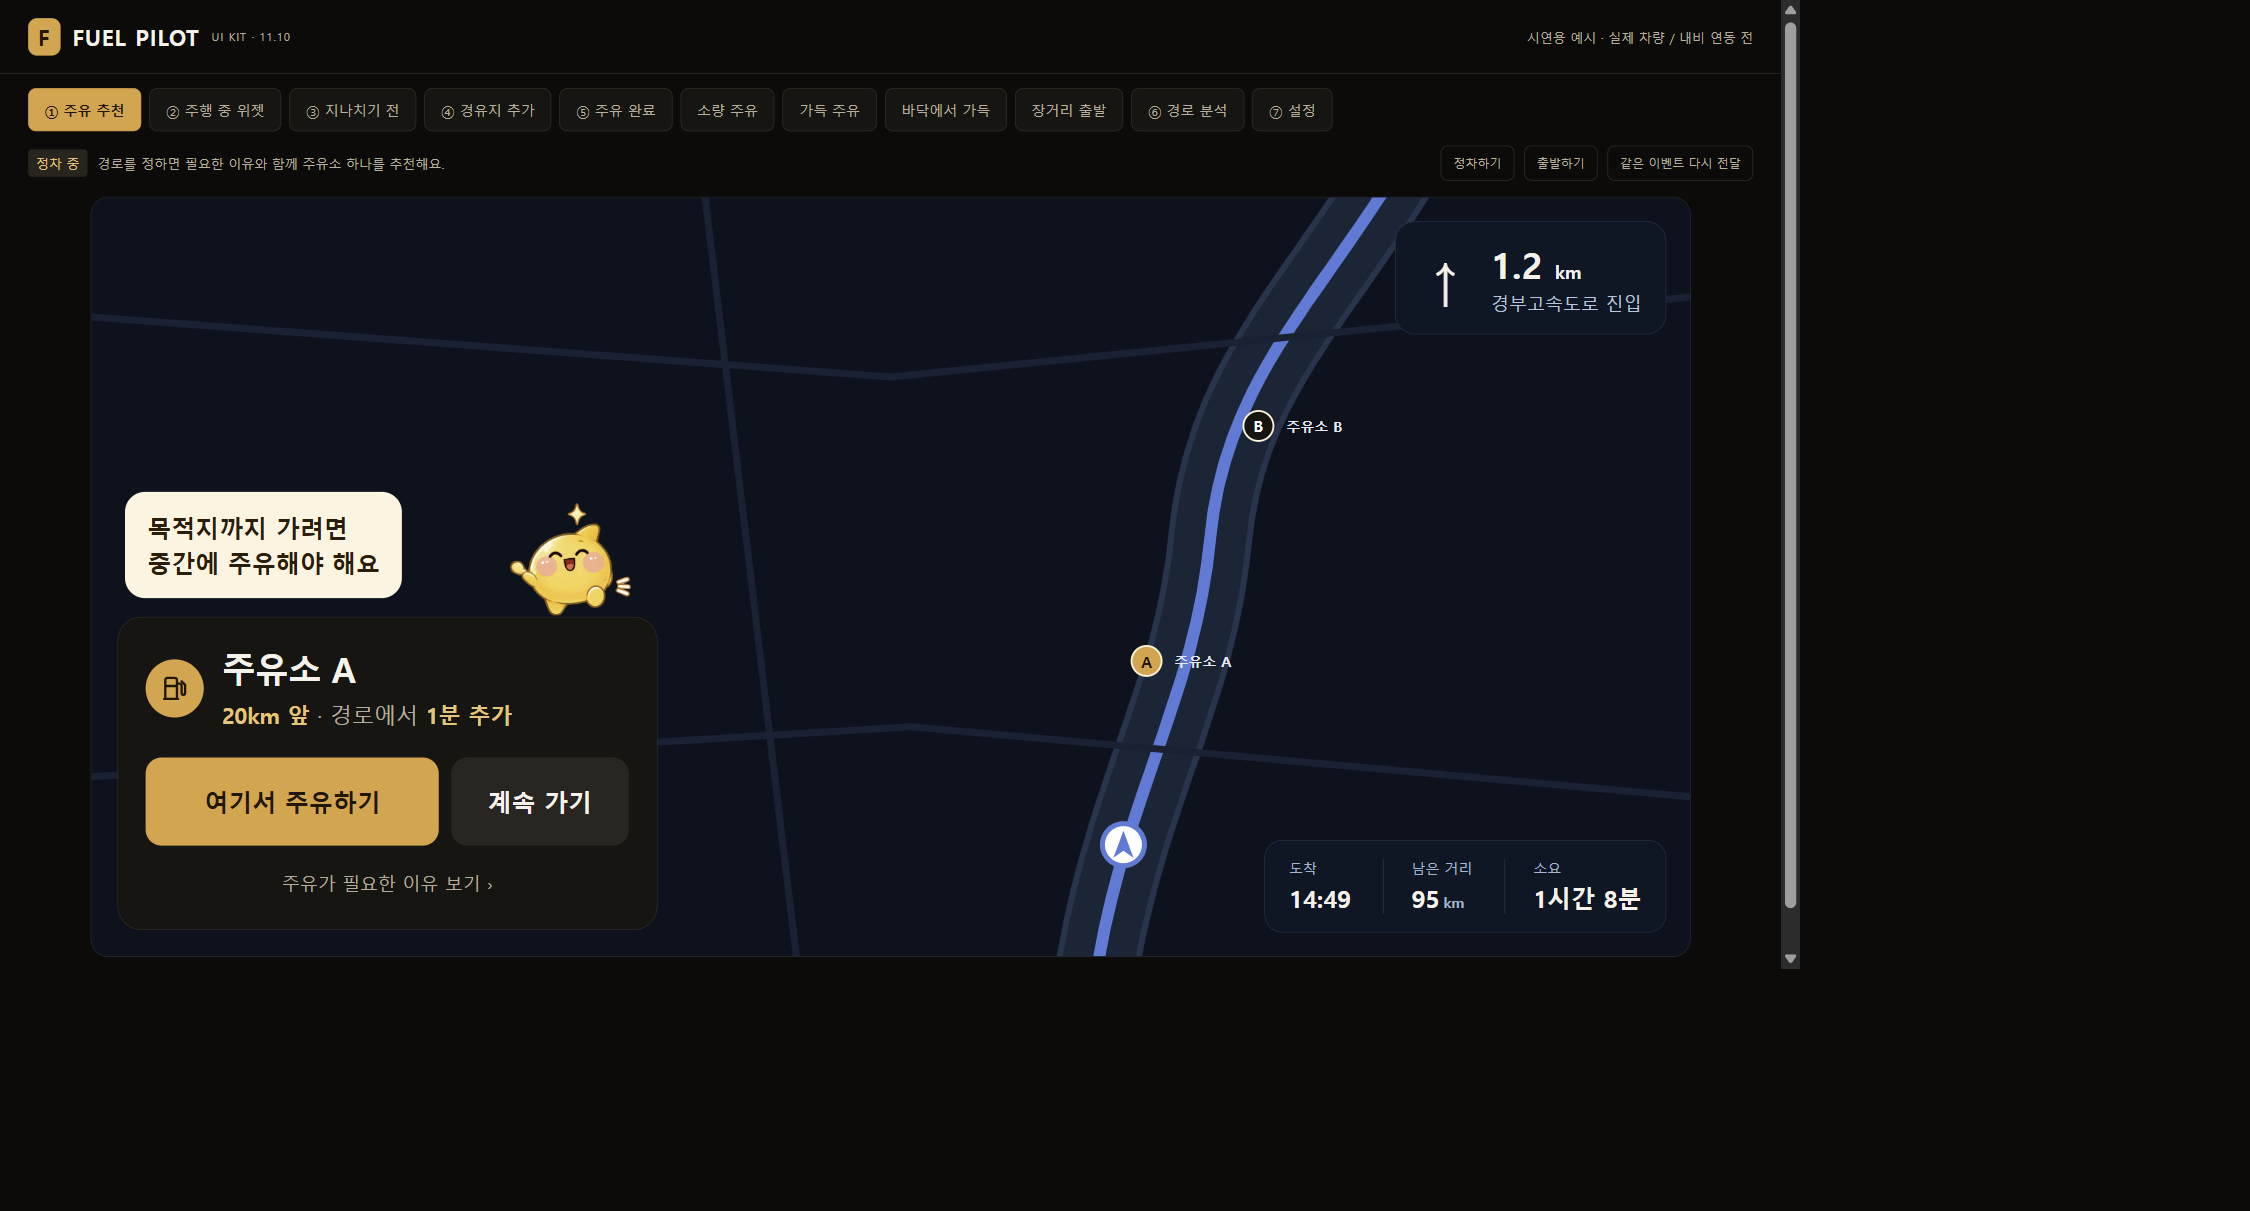 F FUEL PILOT UI KIT · 11.10
시연용 예시 · 실제 차량 / 내비 연동 전
① 주유 추천
② 주행 중 위젯
③ 지나치기 전
④ 경유지 추가
⑤ 주유 완료
소량 주유
가득 주유
바닥에서 가득
장거리 출발
⑥ 경로 분석
⑦ 설정
정차 중 경로를 정하면 필요한 이유와 함께 주유소 하나를 추천해요.
정차하기
출발하기
같은 이벤트 다시 전달
↑ 1.2 km
경부고속도로 진입
B 주유소 B
목적지까지 가려면
중간에 주유해야 해요
A 주유소 A
주유소 A
20km 앞 · 경로에서 1분 추가
여기서 주유하기
계속 가기
주유가 필요한 이유 보기 ›
도착
14:49
남은 거리
95 km
소요
1시간 8분